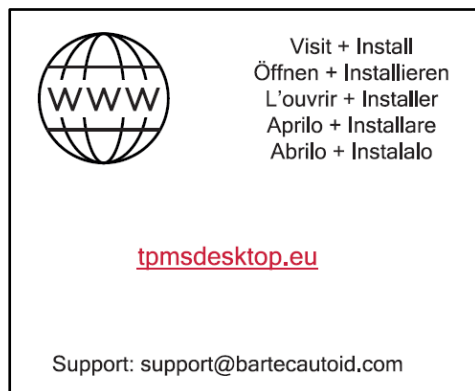 WWW
Visit + Install
Öffnen + Installieren
L'ouvrir + Installer
Aprilo + Installare
Abrilo + Instalalo
tpmsdesktop.eu
Support: support@bartecautoid.com